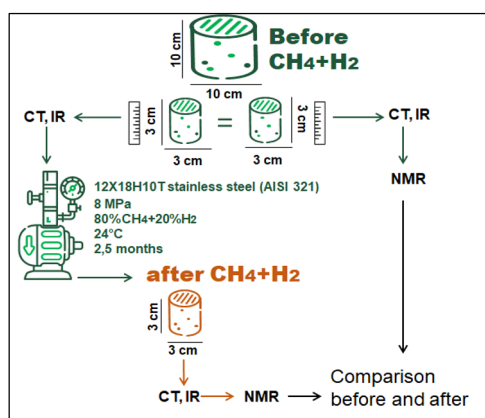 Before
CH4+H2
10 cm
10 cm
CT, IR
3 cm
3 cm
=
3 cm
3 cm
CT, IR
NMR
12X18H10T stainless steel (AISI 321)
8 MPa
80%CH4+20%H2
24°C
2,5 months
after CH4+H2
3 cm
3 cm
CT, IR
NMR
Comparison
before and after